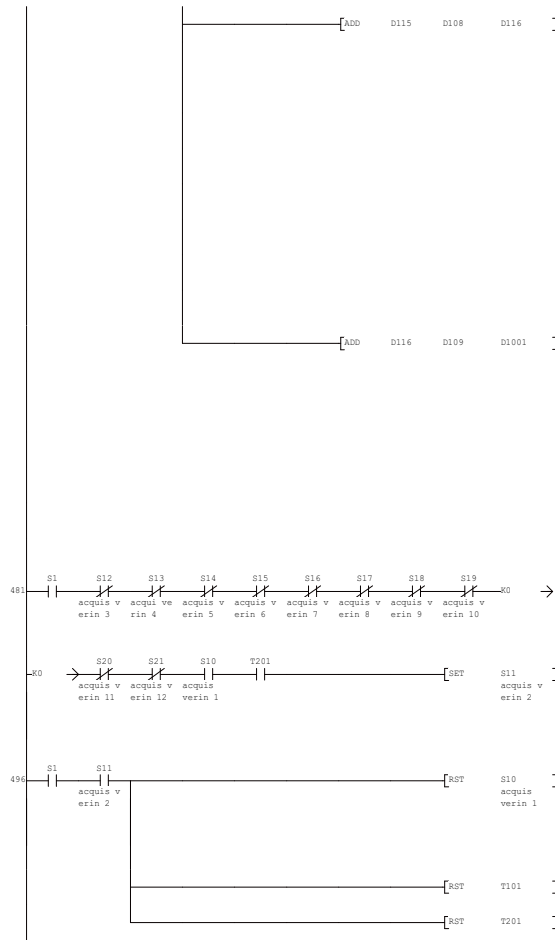 ADD D115 D108 D116
ADD D116 D109 D1001
S1 S12 S13 S14 S15 S16 S17 S18 S19
481 K0
acquis v acqui ve acquis v acquis v acquis v acquis v acquis v acquis v
erin 3 rin 4 erin 5 erin 6 erin 7 erin 8 erin 9 erin 10
S20 S21 S10 T201
K0 SET S11
acquis v acquis v acquis acquis v
erin 11 erin 12 verin 1 erin 2
S1 S11
496 RST S10
acquis v acquis
erin 2 verin 1
RST T101
RST T201